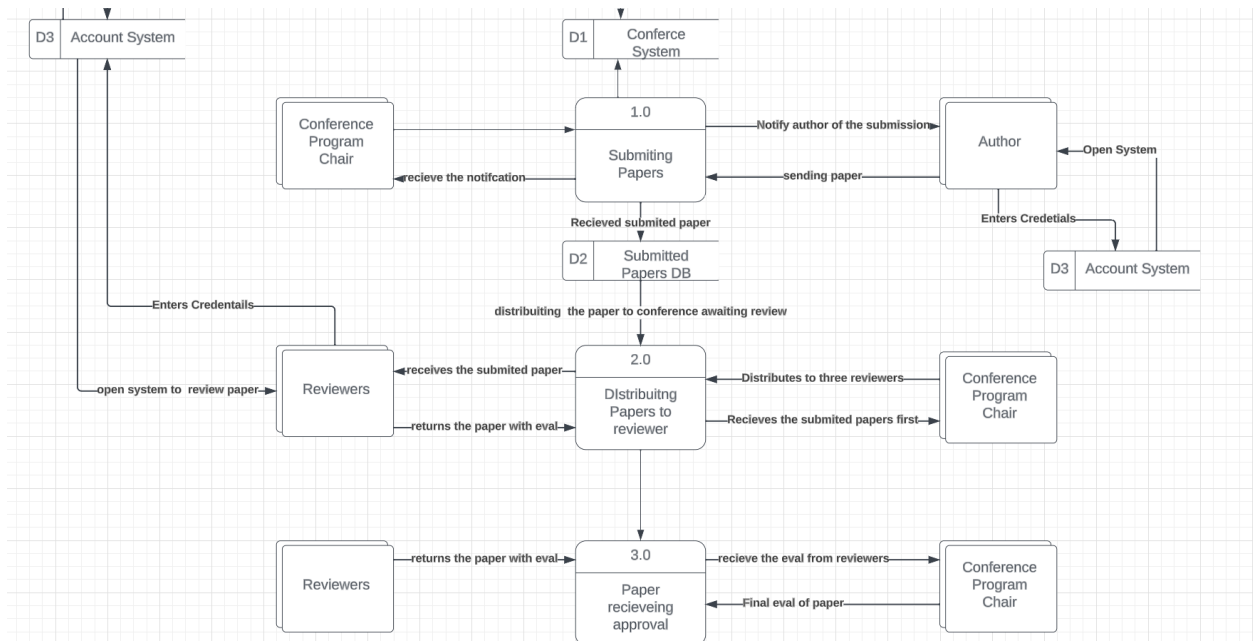 D3 Account System
D1 Conferce
System
Conference
Program
Chair
1.0
Submiting
Papers
Notify author of the submission
Author
Open System
recieve the notifcation
sending paper
Recieved submited paper
Enters Credetials
D2 Submitted
Papers DB
D3 Account System
Enters Credentails
distribuiting the paper to conference awaiting review
Reviewers
receives the submited paper
2.0
DIstribuitng
Papers to
reviewer
Distributes to three reviewers
Conference
Program
Chair
open system to review paper
returns the paper with eval
Recieves the submited papers first
Reviewers
returns the paper with eval
3.0
Paper
recieveing
approval
recieve the eval from reviewers
Final eval of paper
Conference
Program
Chair